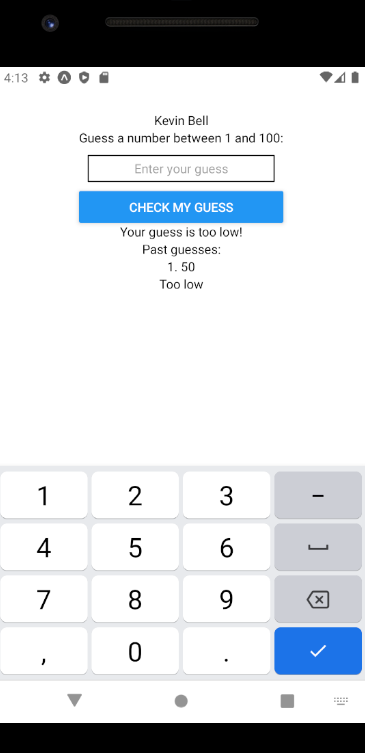 4:13
Kevin Bell
Guess a number between 1 and 100:
Enter your guess
CHECK MY GUESS
Your guess is too low!
Past guesses:
1. 50
Too low
1 2 3 –
4 5 6
7 8 9
, 0 .